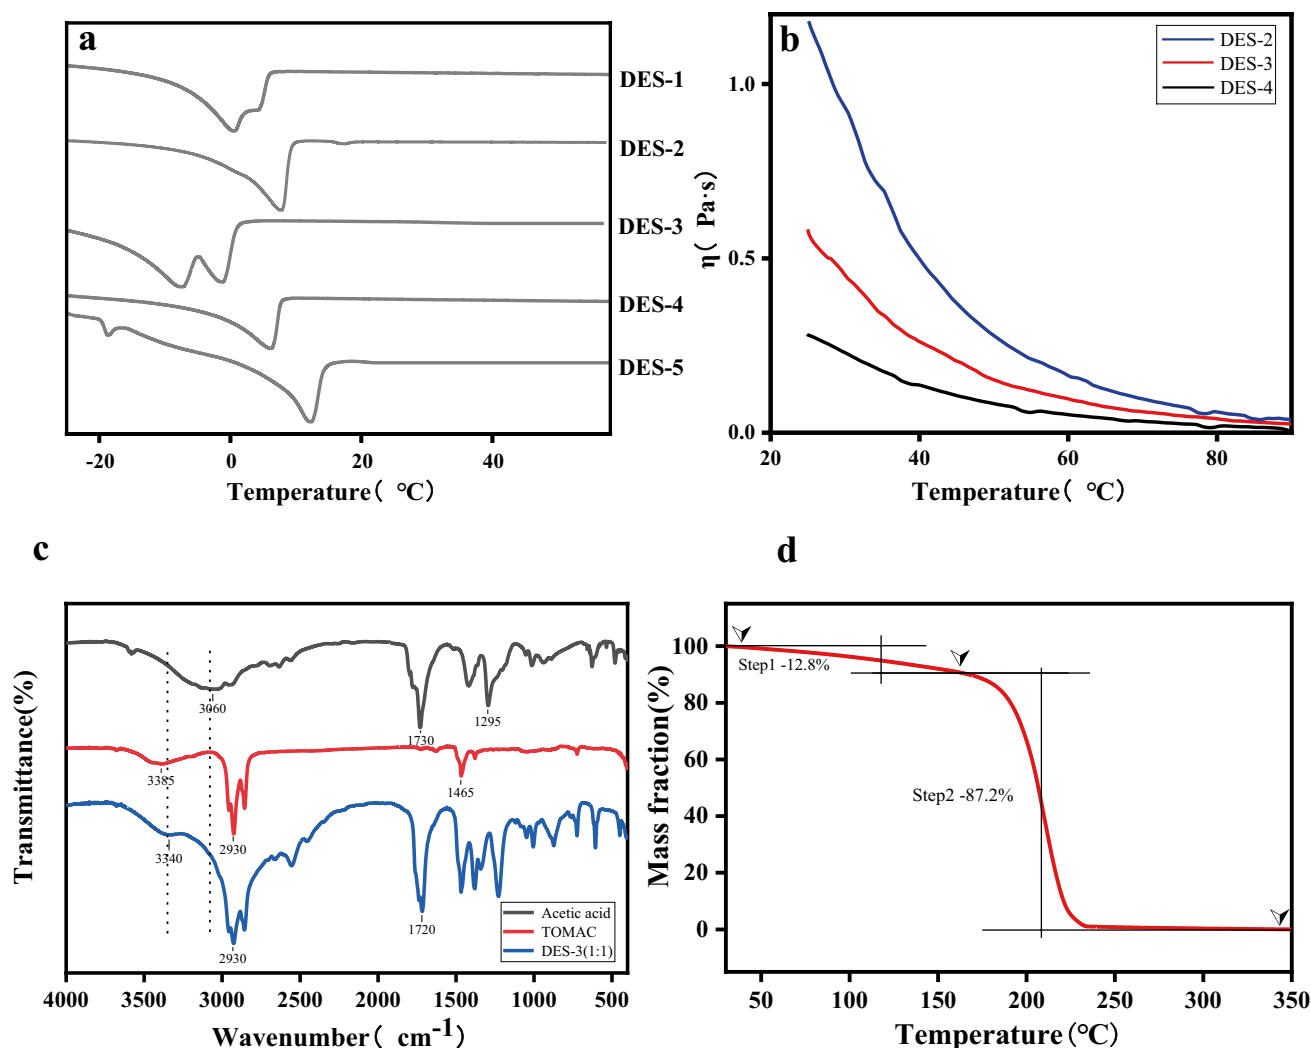 a
DES-1
DES-2
DES-3
DES-4
DES-5
-20 0 20 40
Temperature( °C)
b
DES-2
DES-3
DES-4
η( Pa·s)
1.0
0.5
0.0
20 40 60 80
Temperature( °C)
c
Transmittance(%)
3060
1730
1295
3385
2930
1465
3340
2930
1720
Acetic acid
TOMAC
DES-3(1:1)
4000 3500 3000 2500 2000 1500 1000 500
Wavenumber( cm-1)
d
Mass fraction(%)
100
80
60
40
20
0
Step1 -12.8%
Step2 -87.2%
50 100 150 200 250 300 350
Temperature(°C)